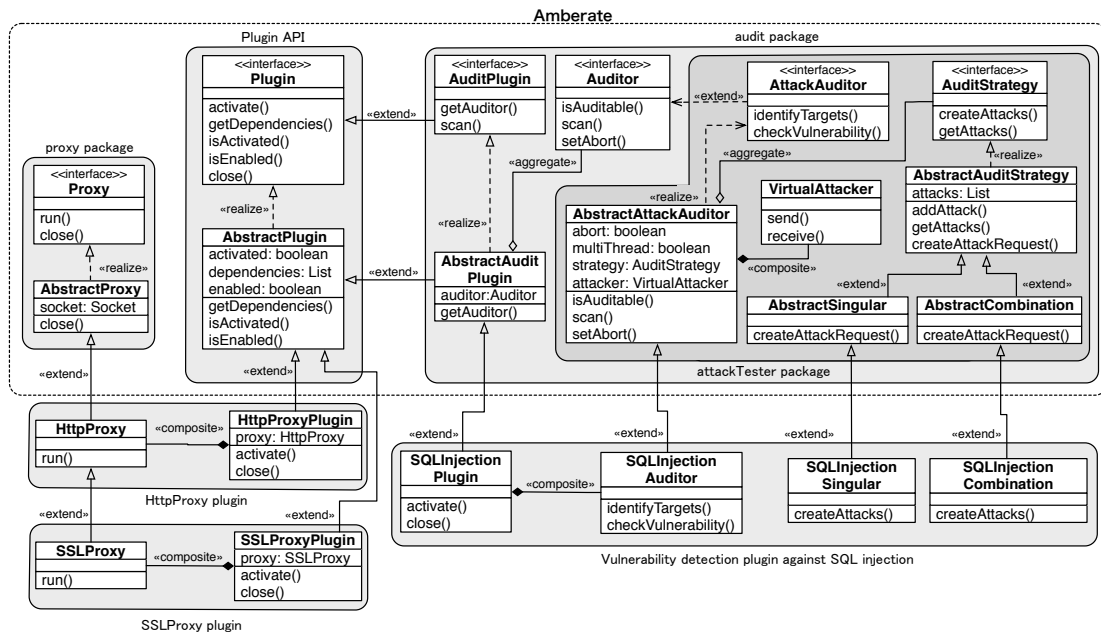 Amberate
Plugin API
audit package
<<interface>>
Plugin
activate()
getDependencies()
isActivated()
isEnabled()
close()
«extend»
<<interface>>
AuditPlugin
getAuditor()
scan()
<<interface>>
Auditor
isAuditable()
scan()
setAbort()
«extend»
<<interface>>
AttackAuditor
identifyTargets()
checkVulnerability()
<<interface>>
AuditStrategy
createAttacks()
getAttacks()
«aggregate»
«aggregate»
«realize»
proxy package
<<interface>>
Proxy
run()
close()
«realize»
AbstractProxy
socket: Socket
close()
«realize»
AbstractPlugin
activated: boolean
dependencies: List
enabled: boolean
getDependencies()
isActivated()
isEnabled()
«extend»
«realize»
AbstractAudit
Plugin
auditor:Auditor
getAuditor()
«realize»
AbstractAttackAuditor
abort: boolean
multiThread: boolean
strategy: AuditStrategy
attacker: VirtualAttacker
isAuditable()
scan()
setAbort()
VirtualAttacker
send()
receive()
«composite»
AbstractAuditStrategy
attacks: List
addAttack()
getAttacks()
createAttackRequest()
«extend»
«extend»
AbstractSingular
createAttackRequest()
AbstractCombination
createAttackRequest()
attackTester package
«extend»
«extend»
HttpProxy
run()
«composite»
HttpProxyPlugin
proxy: HttpProxy
activate()
close()
HttpProxy plugin
«extend»
«extend»
SSLProxy
run()
«composite»
SSLProxyPlugin
proxy: SSLProxy
activate()
close()
SSLProxy plugin
«extend»
«extend»
«extend»
«extend»
SQLInjection
Plugin
activate()
close()
«composite»
SQLInjection
Auditor
identifyTargets()
checkVulnerability()
SQLInjection
Singular
createAttacks()
SQLInjection
Combination
createAttacks()
Vulnerability detection plugin against SQL injection